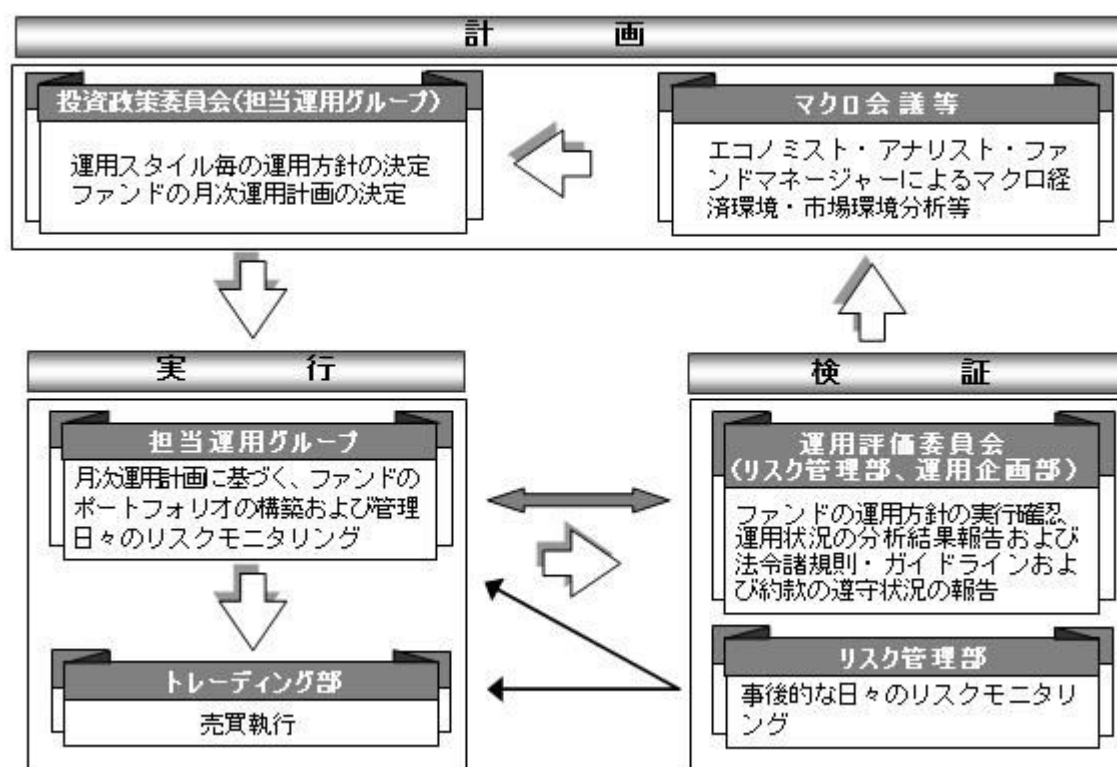 計画
投資政策委員会(担当運用グループ)
運用スタイル毎の運用方針の決定
ファンドの月次運用計画の決定
マクロ会議等
エコノミスト・アナリスト・ファ
ンドマネージャーによるマクロ経
済環境・市場環境分析等
実行
担当運用グループ
月次運用計画に基づく、ファンドの
ポートフォリオの構築および管理
日々のリスクモニタリング
トレーディング部
売買執行
検証
運用評価委員会
(リスク管理部、運用企画部)
ファンドの運用方針の実行確認、
運用状況の分析結果報告および
法令諸規則・ガイドラインおよ
び約款の遵守状況の報告
リスク管理部
事後的な日々のリスクモニタリ
ング